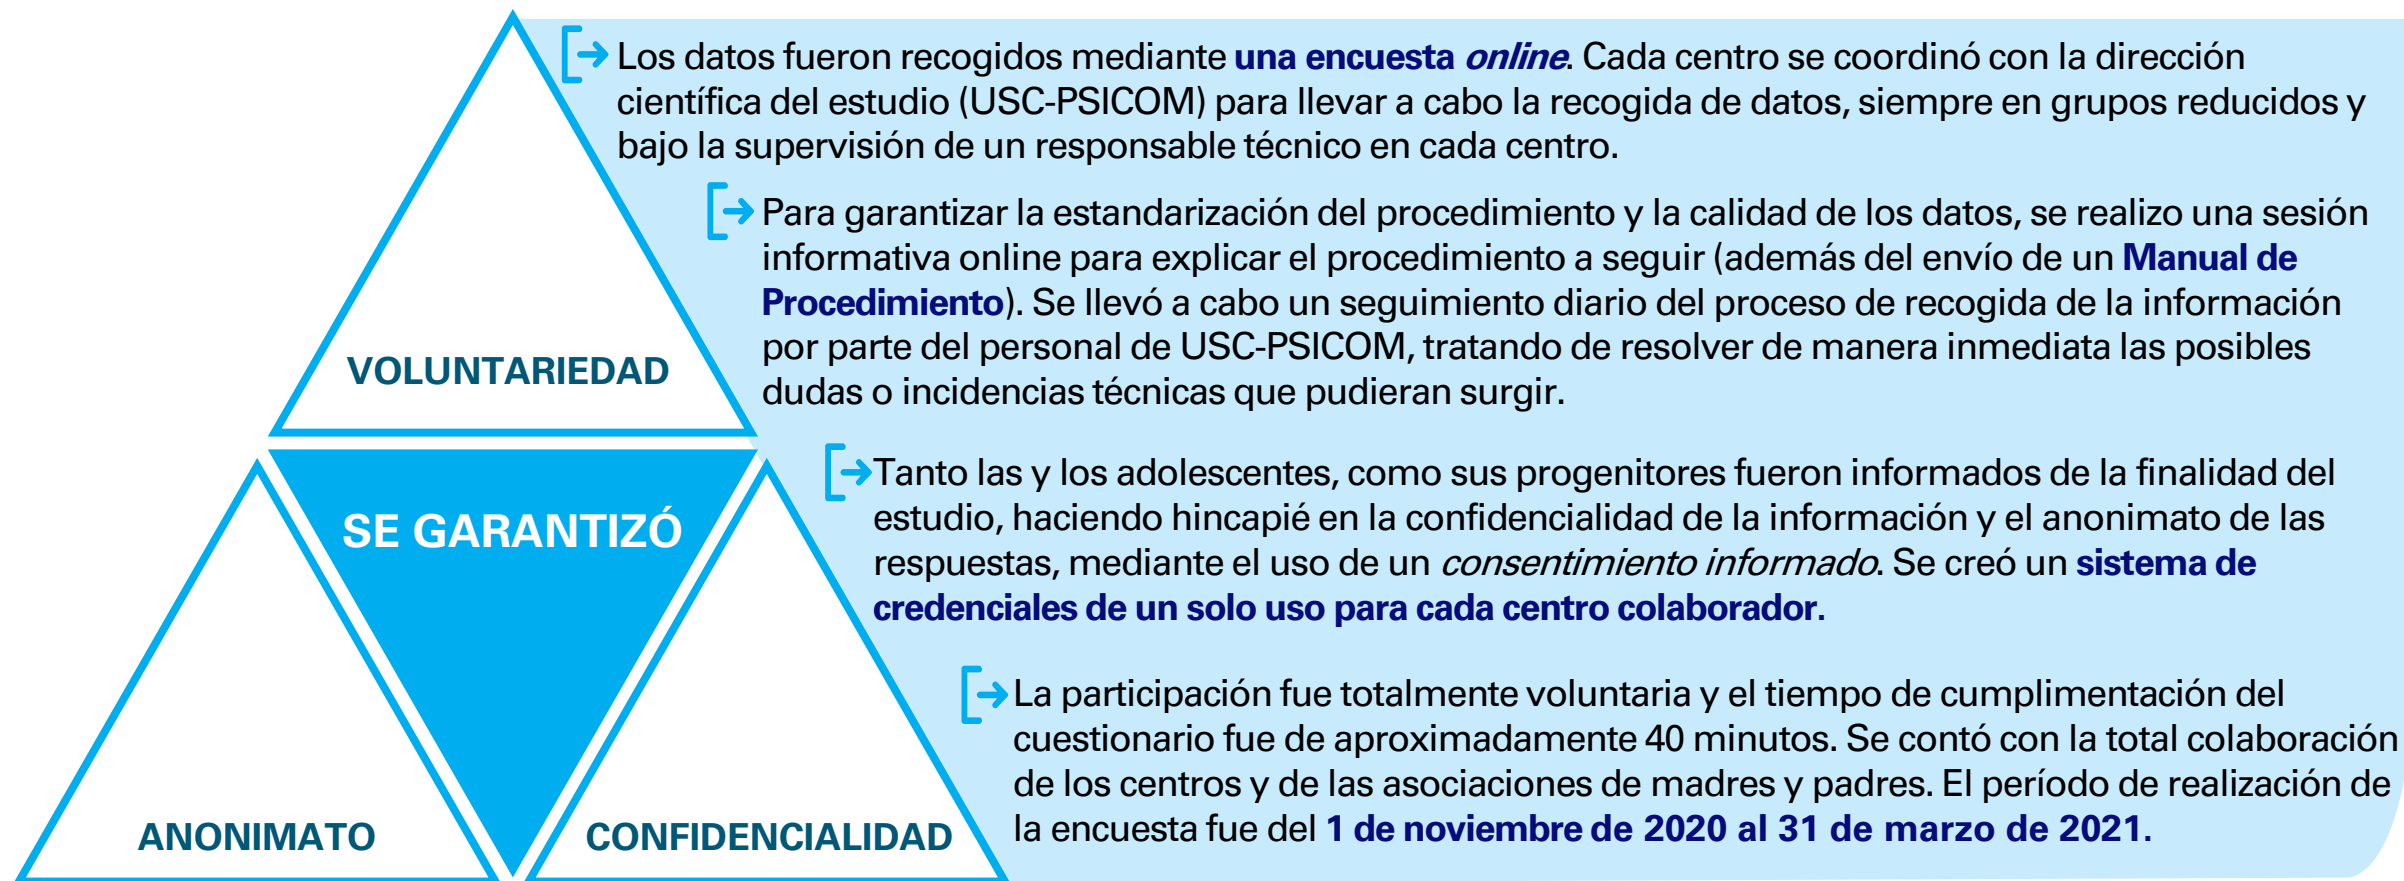 Los datos fueron recogidos mediante una encuesta online. Cada centro se coordinó con la dirección
científica del estudio (USC-PSICOM) para llevar a cabo la recogida de datos, siempre en grupos reducidos y
bajo la supervisión de un responsable técnico en cada centro.
Para garantizar la estandarización del procedimiento y la calidad de los datos, se realizo una sesión
informativa online para explicar el procedimiento a seguir (además del envío de un Manual de
Procedimiento). Se llevó a cabo un seguimiento diario del proceso de recogida de la información
por parte del personal de USC-PSICOM, tratando de resolver de manera inmediata las posibles
dudas o incidencias técnicas que pudieran surgir.
VOLUNTARIEDAD
Tanto las y los adolescentes, como sus progenitores fueron informados de la finalidad del
estudio, haciendo hincapié en la confidencialidad de la información y el anonimato de las
respuestas, mediante el uso de un consentimiento informado. Se creó un sistema de
credenciales de un solo uso para cada centro colaborador.
SE GARANTIZÓ
La participación fue totalmente voluntaria y el tiempo de cumplimentación del
cuestionario fue de aproximadamente 40 minutos. Se contó con la total colaboración
de los centros y de las asociaciones de madres y padres. El período de realización de
la encuesta fue del 1 de noviembre de 2020 al 31 de marzo de 2021.
ANONIMATO
CONFIDENCIALIDAD